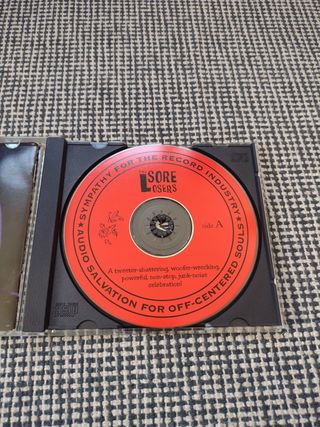 SYMPATHY FOR THE RECORD INDUSTRY
THE
SORE
LOSERS
side A
A tweeter-shattering, woofer-wrecking,
powerful, non-stop, junk-noise
celebration!
AUDIO SALVATION FOR OFF-CENTERED SOULS